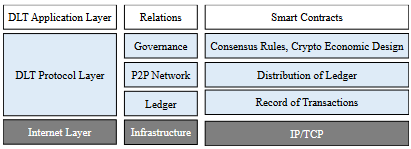 DLT Application Layer Relations Smart Contracts
Governance Consensus Rules, Crypto Economic Design
DLT Protocol Layer P2P Network Distribution of Ledger
Ledger Record of Transactions
Internet Layer Infrastructure IP/TCP